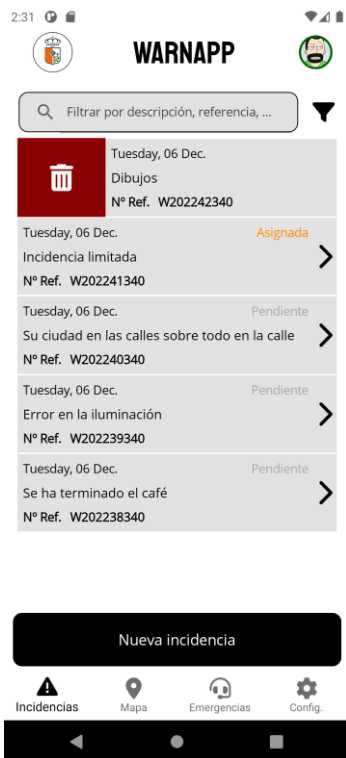 2:31
WARNAPP
Filtrar por descripción, referencia, ...
Tuesday, 06 Dec.
Dibujos
Nº Ref. W202242340
Tuesday, 06 Dec. Asignada
Incidencia limitada
Nº Ref. W202241340
Tuesday, 06 Dec. Pendiente
Su ciudad en las calles sobre todo en la calle
Nº Ref. W202240340
Tuesday, 06 Dec. Pendiente
Error en la iluminación
Nº Ref. W202239340
Tuesday, 06 Dec. Pendiente
Se ha terminado el café
Nº Ref. W202238340
Nueva incidencia
Incidencias Mapa Emergencias Config.